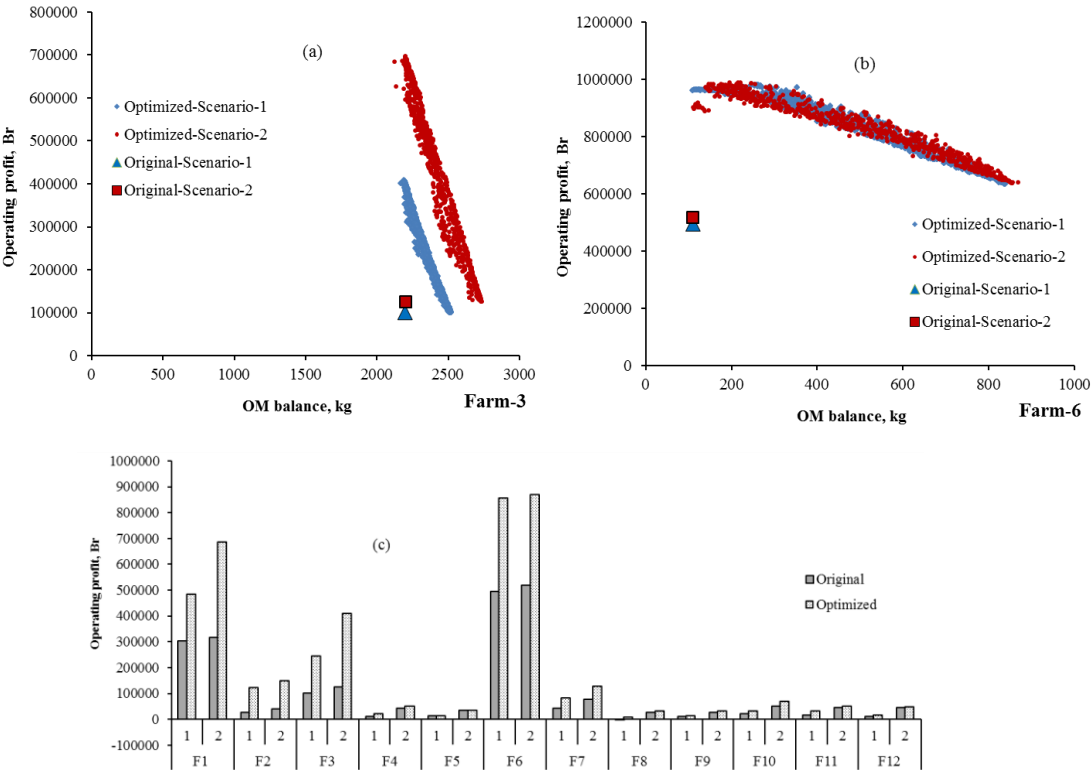 800000
700000
600000
500000
400000
300000
200000
100000
0
Operating profit, Br
(a)
Optimized-Scenario-1
Optimized-Scenario-2
Original-Scenario-1
Original-Scenario-2
0 500 1000 1500 2000 2500 3000
OM balance, kg
Farm-3
1200000
1000000
800000
600000
400000
200000
0
Operating profit, Br
(b)
Optimized-Scenario-1
Optimized-Scenario-2
Original-Scenario-1
Original-Scenario-2
0 200 400 600 800 1000
OM balance, kg
Farm-6
1000000
900000
800000
700000
600000
500000
400000
300000
200000
100000
0
-100000
Operating profit, Br
(c)
Original
Optimized
1 2 1 2 1 2 1 2 1 2 1 2 1 2 1 2 1 2 1 2 1 2 1 2
F1 F2 F3 F4 F5 F6 F7 F8 F9 F10 F11 F12